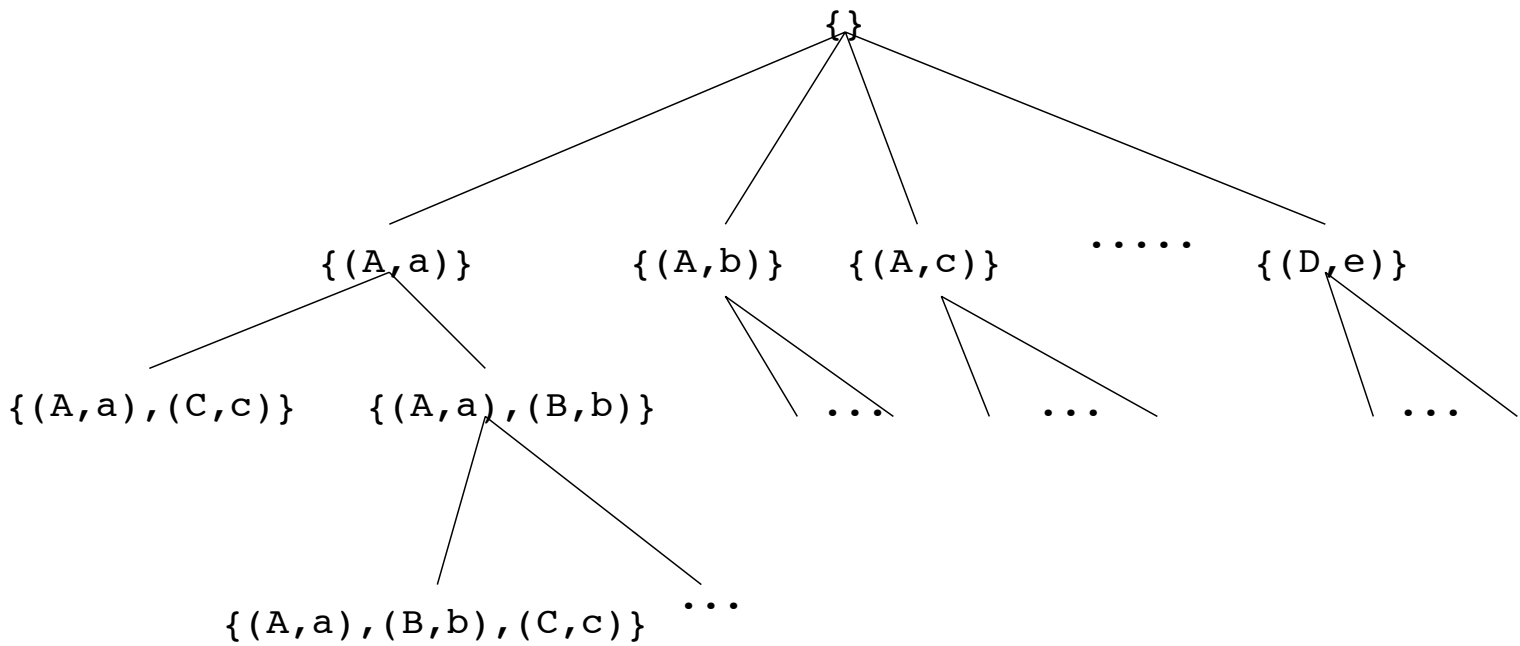 {}
{(A,a)} {(A,b)} {(A,c)} ..... {(D,e)}
{(A,a),(C,c)} {(A,a),(B,b)} ... ... ...
{(A,a),(B,b),(C,c)} ...